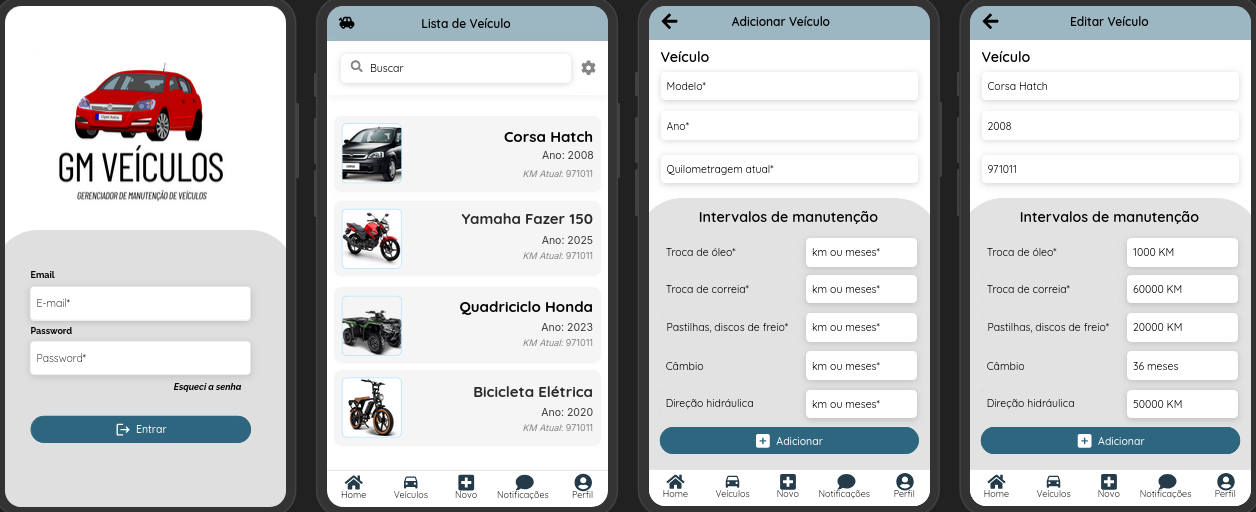 GM VEÍCULOS
GERENCIADOR DE MANUTENÇÃO DE VEÍCULOS
Email
E-mail*
Password
Password*
Esqueci a senha
Entrar
Lista de Veículo
Buscar
Corsa Hatch
Ano: 2008
KM Atual: 971011
Yamaha Fazer 150
Ano: 2025
KM Atual: 971011
Quadriciclo Honda
Ano: 2023
KM Atual: 971011
Bicicleta Elétrica
Ano: 2020
KM Atual: 971011
Home Veículos Novo Notificações Perfil
Adicionar Veículo
Veículo
Modelo*
Ano*
Quilometragem atual*
Intervalos de manutenção
Troca de óleo* km ou meses*
Troca de correia* km ou meses*
Pastilhas, discos de freio* km ou meses*
Câmbio km ou meses*
Direção hidráulica km ou meses*
Adicionar
Home Veículos Novo Notificações Perfil
Editar Veículo
Veículo
Corsa Hatch
2008
971011
Intervalos de manutenção
Troca de óleo* 1000 KM
Troca de correia* 60000 KM
Pastilhas, discos de freio* 20000 KM
Câmbio 36 meses
Direção hidráulica 50000 KM
Adicionar
Home Veículos Novo Notificações Perfil